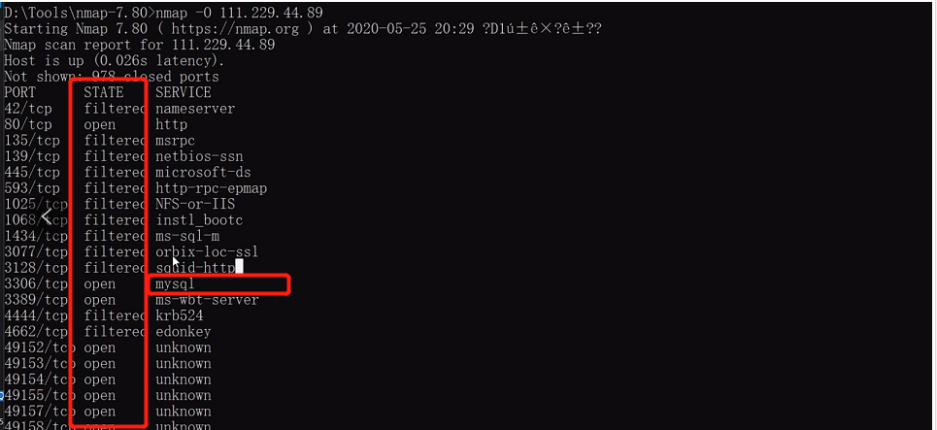 D:\Tools\nmap-7.80>nmap -O 111.229.44.89
Starting Nmap 7.80 ( https://nmap.org ) at 2020-05-25 20:29 ?D1ú±ê×?ê±??
Nmap scan report for 111.229.44.89
Host is up (0.026s latency).
Not shown: 978 closed ports
PORT STATE SERVICE
42/tcp filtered nameserver
80/tcp open http
135/tcp filtered msrpc
139/tcp filtered netbios-ssn
445/tcp filtered microsoft-ds
593/tcp filtered http-rpc-epmap
1025/tcp filtered NFS-or-IIS
1068/tcp filtered instl_bootc
1434/tcp filtered ms-sql-m
3077/tcp filtered orbix-loc-ssl
3128/tcp filtered squid-http
3306/tcp open mysql
3389/tcp open ms-wbt-server
4444/tcp filtered krb524
4662/tcp filtered edonkey
49152/tcp open unknown
49153/tcp open unknown
49154/tcp open unknown
49155/tcp open unknown
49157/tcp open unknown
49158/tcp open unknown